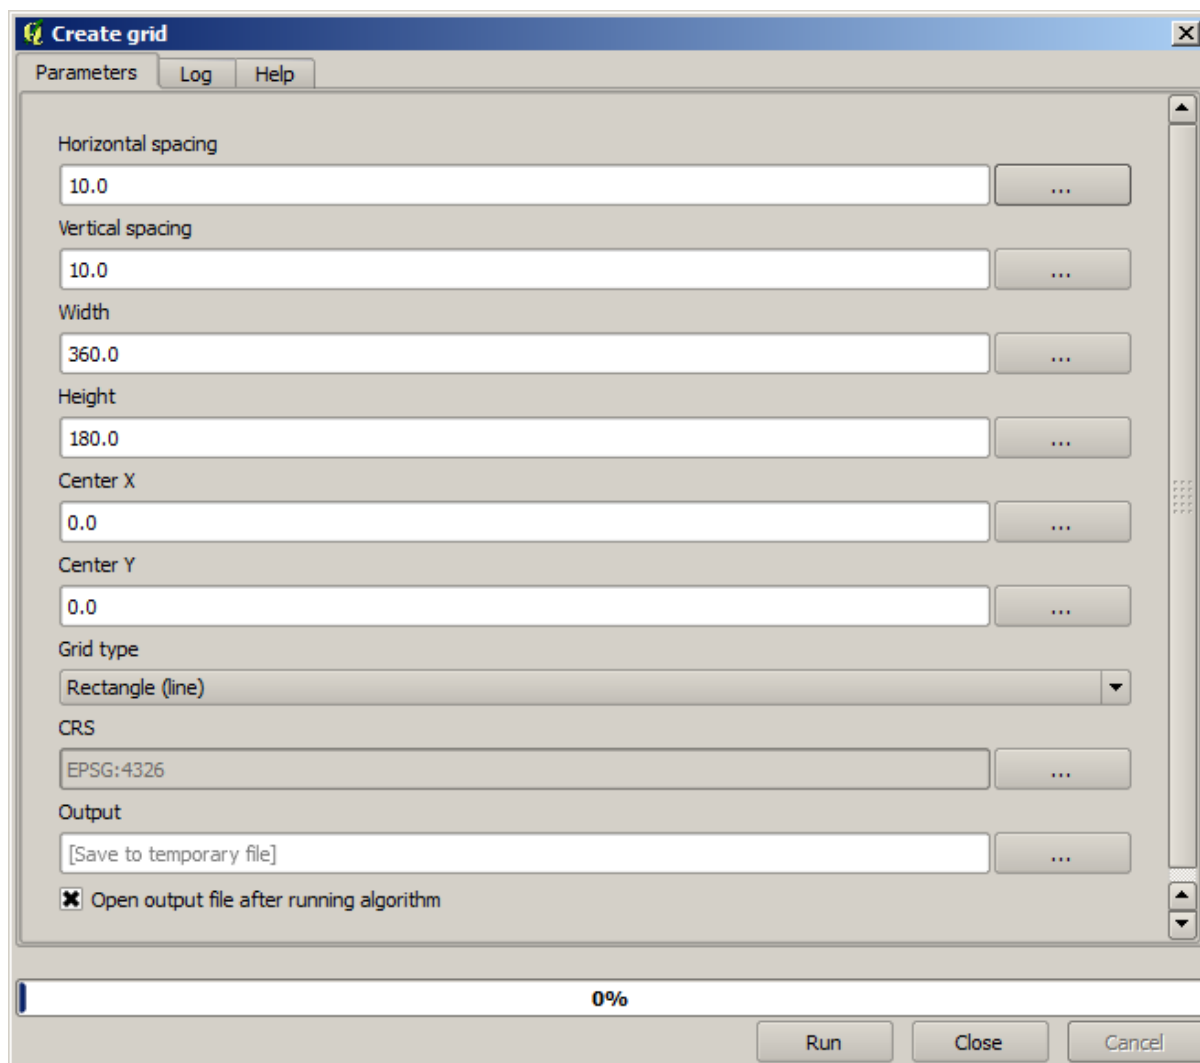 Create grid
Parameters Log Help
Horizontal spacing
10.0 ...
Vertical spacing
10.0 ...
Width
360.0 ...
Height
180.0 ...
Center X
0.0 ...
Center Y
0.0 ...
Grid type
Rectangle (line)
CRS
EPSG:4326 ...
Output
[Save to temporary file] ...
Open output file after running algorithm
0%
Run Close Cancel